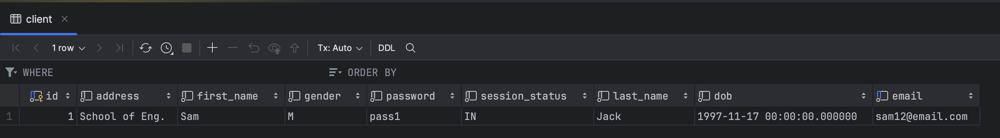 client
1 row Tx: Auto DDL
WHERE ORDER BY
id address first_name gender password session_status last_name dob email
1 1 School of Eng. Sam M pass1 IN Jack 1997-11-17 00:00:00.000000 sam12@email.com